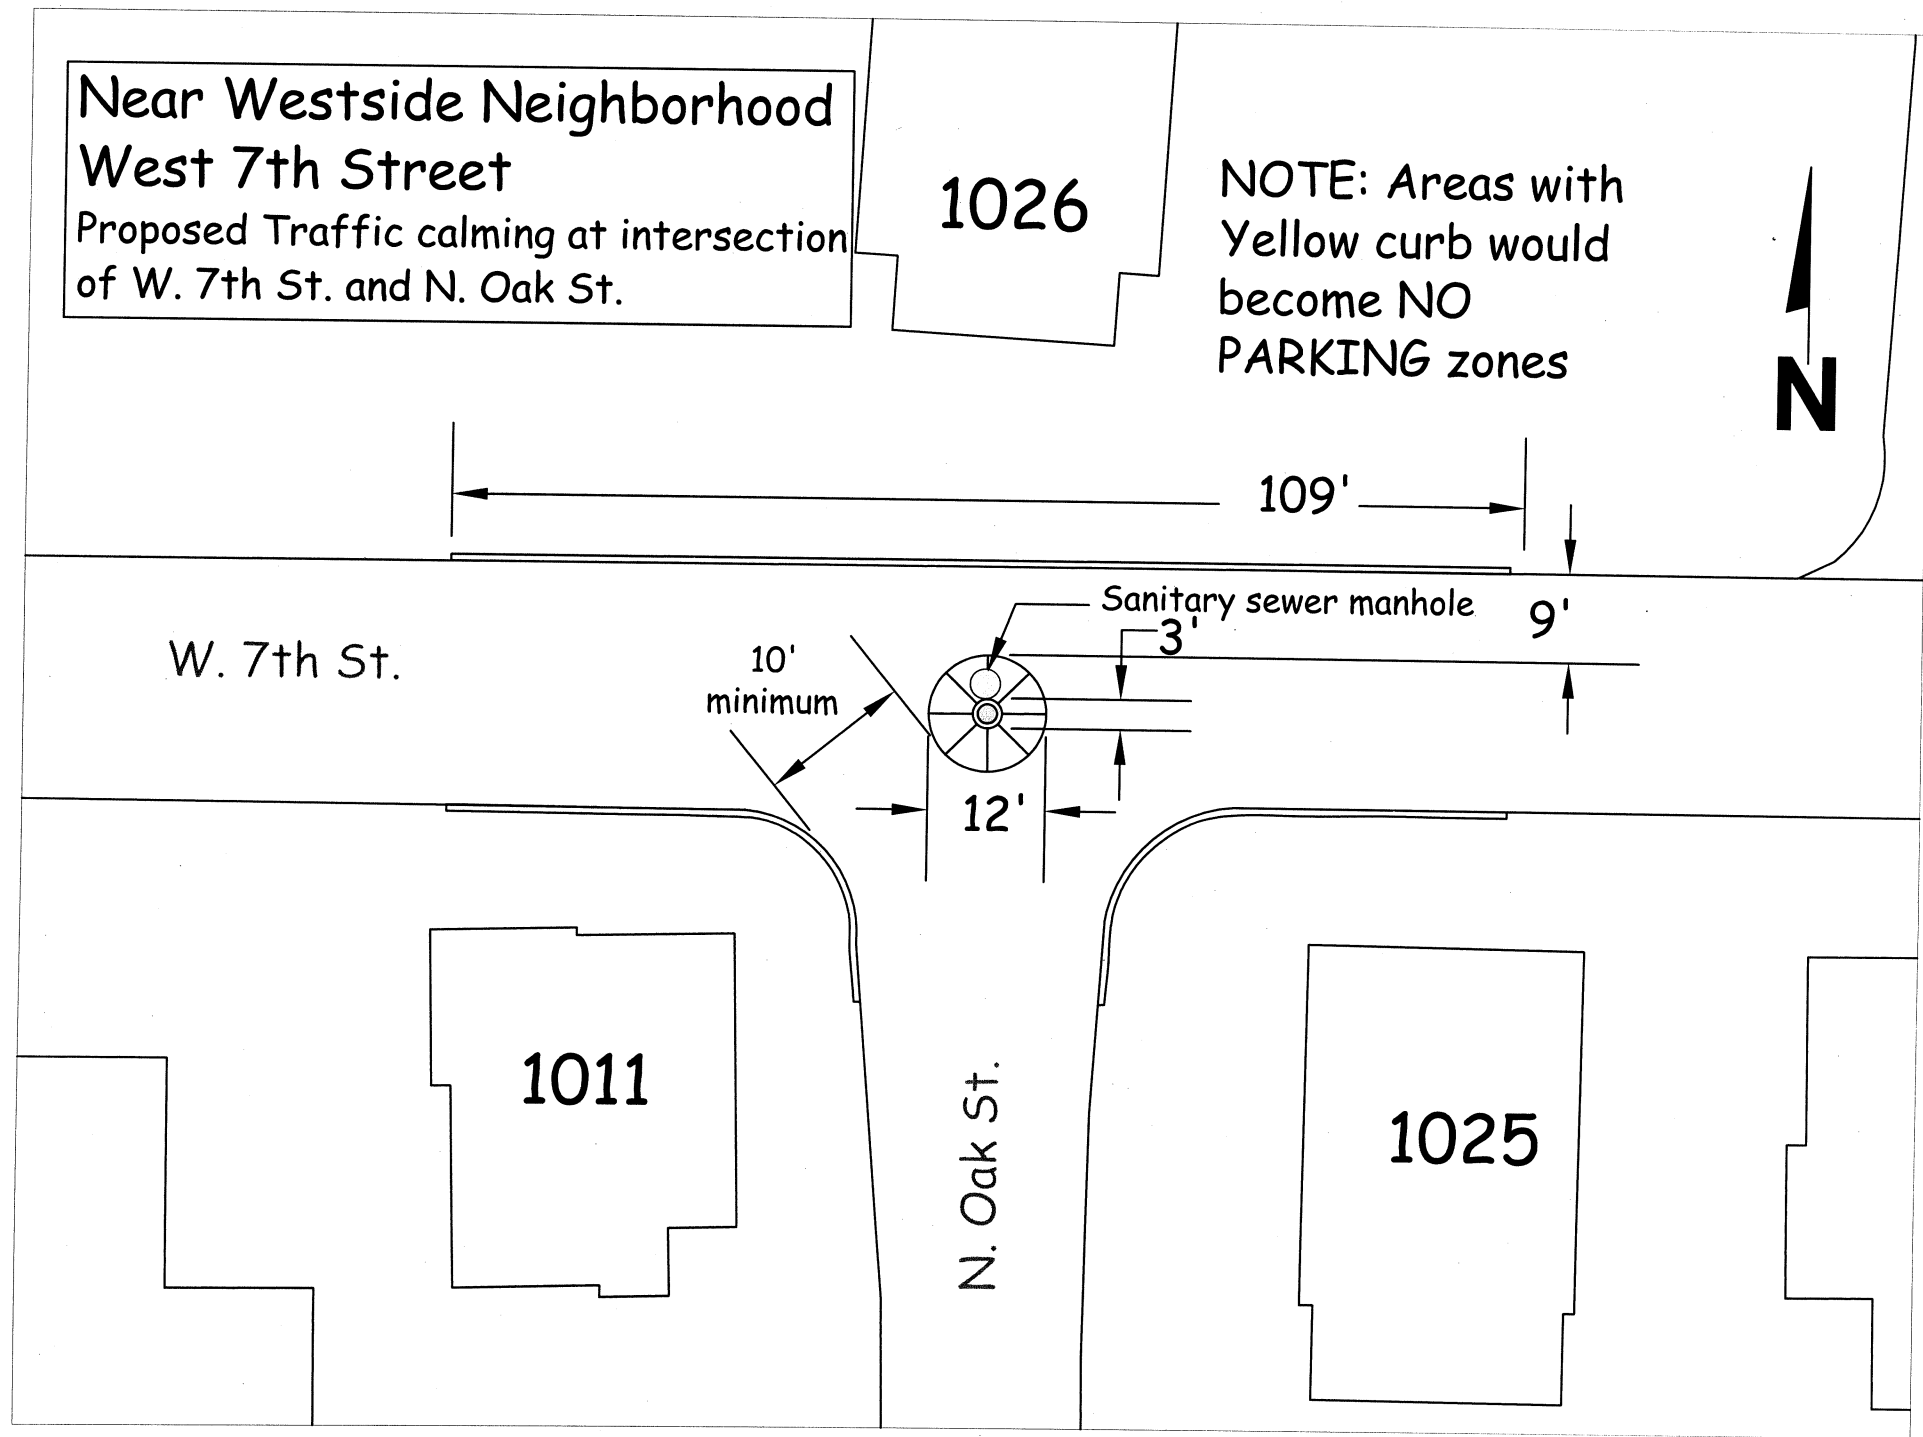 Near Westside Neighborhood
West 7th Street
Proposed Traffic calming at intersection
of W. 7th St. and N. Oak St.
1026
NOTE: Areas with
Yellow curb would
become NO
PARKING zones
N
109'
Sanitary sewer manhole
9'
3'
W. 7th St.
10'
minimum
12'
1011
N. Oak St.
1025